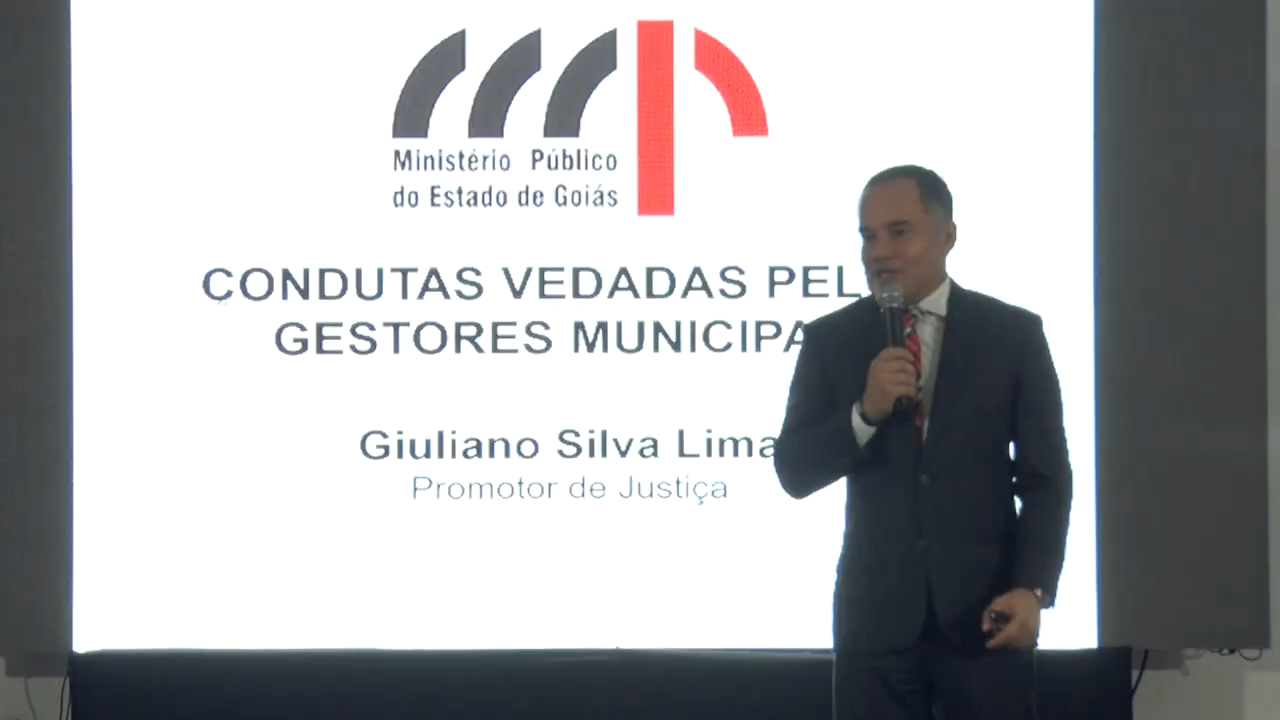 Ministério Público
do Estado de Goiás
CONDUTAS VEDADAS PEL
GESTORES MUNICIPA
Giuliano Silva Lima
Promotor de Justiça